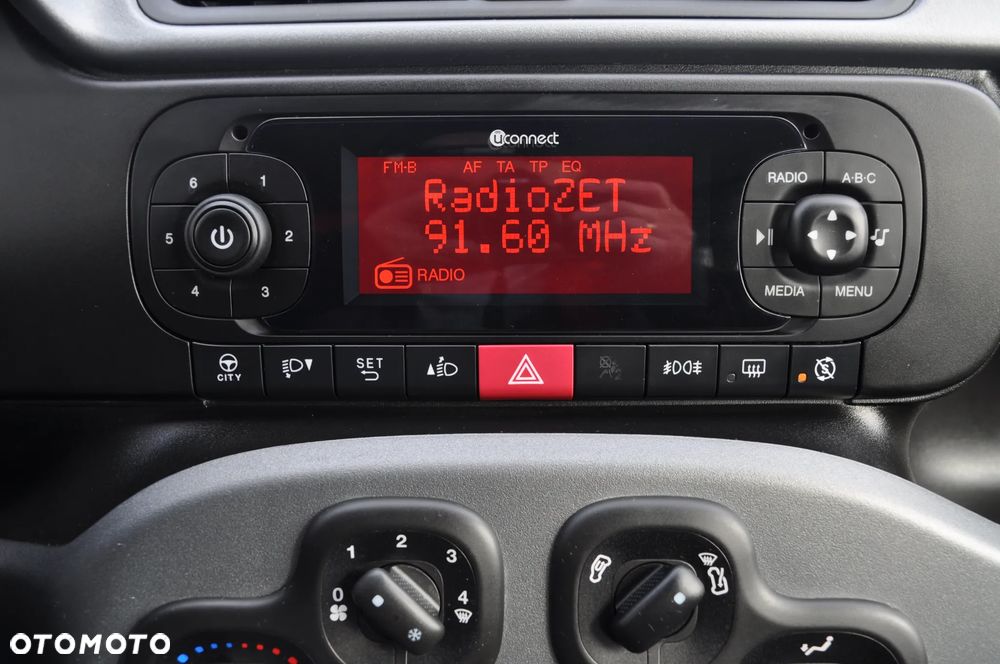 uconnect
FM-B AF TA TP EQ
RadioZET
91.60 MHz
RADIO
6 1
5 2
4 3
RADIO A·B·C
MEDIA MENU
CITY
SET
0 1 2 3 4
OTOMOTO